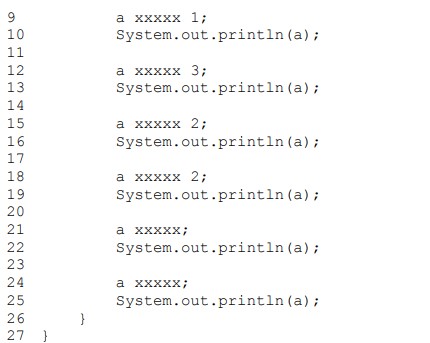 9 a xxxxx 1;
10 System.out.println(a);
11
12 a xxxxx 3;
13 System.out.println(a);
14
15 a xxxxx 2;
16 System.out.println(a);
17
18 a xxxxx 2;
19 System.out.println(a);
20
21 a xxxxx;
22 System.out.println(a);
23
24 a xxxxx;
25 System.out.println(a);
26 }
27 }